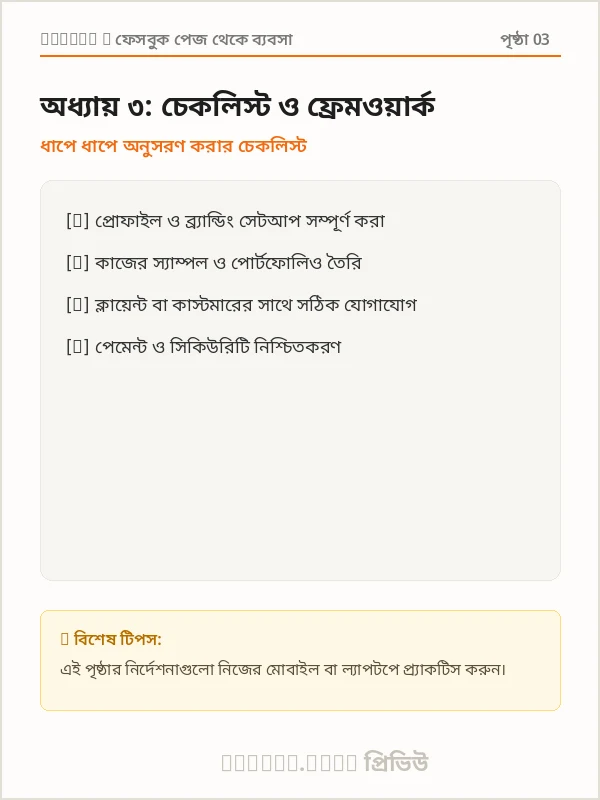 ফেসবুক পেজ থেকে ব্যবসা
পৃষ্ঠা 03
অধ্যায় ৩: চেকলিস্ট ও ফ্রেমওয়ার্ক
ধাপে ধাপে অনুসরণ করার চেকলিস্ট
[▯] প্রোফাইল ও ব্র্যান্ডিং সেটআপ সম্পূর্ণ করা
[▯] কাজের স্যাম্পল ও পোর্টফোলিও তৈরি
[▯] ক্লায়েন্ট বা কাস্টমারের সাথে সঠিক যোগাযোগ
[▯] পেমেন্ট ও সিকিউরিটি নিশ্চিতকরণ
বিশেষ টিপস:
এই পৃষ্ঠার নির্দেশনাগুলো নিজের মোবাইল বা ল্যাপটপে প্র্যাকটিস করুন।
প্রিভিউ